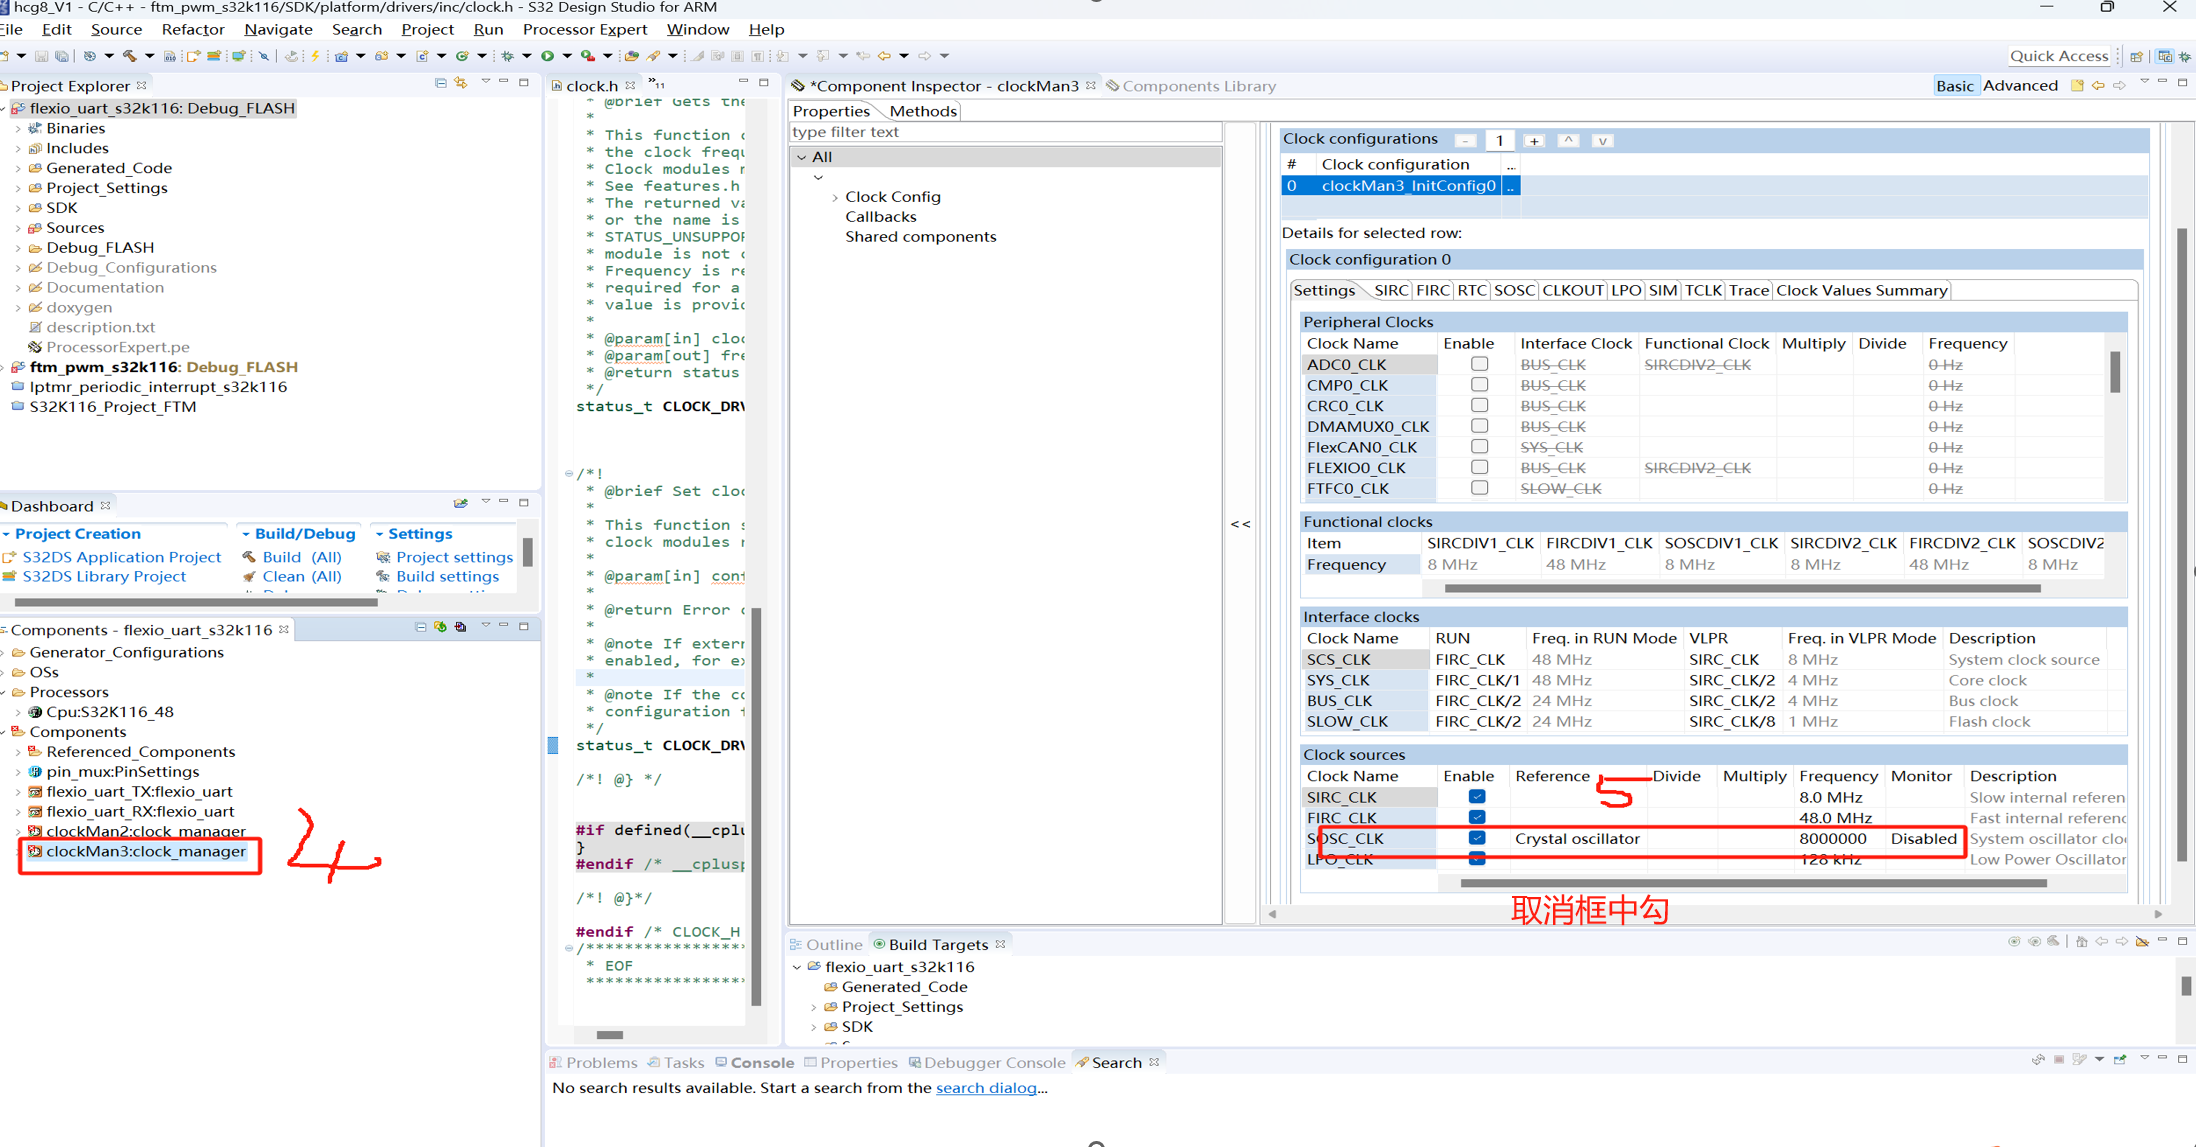 hcg8_V1 - C/C++ - ftm_pwm_s32k116/SDK/platform/drivers/inc/clock.h - S32 Design Studio for ARM
File Edit Source Refactor Navigate Search Project Run Processor Expert Window Help
Quick Access
Project Explorer
flexio_uart_s32k116: Debug_FLASH
Binaries
Includes
Generated_Code
Project_Settings
SDK
Sources
Debug_FLASH
Debug_Configurations
Documentation
doxygen
description.txt
ProcessorExpert.pe
ftm_pwm_s32k116: Debug_FLASH
lptmr_periodic_interrupt_s32k116
S32K116_Project_FTM
Dashboard
Project Creation
S32DS Application Project
S32DS Library Project
Build/Debug
Build (All)
Clean (All)
Settings
Project settings
Build settings
Components - flexio_uart_s32k116
Generator_Configurations
OSs
Processors
Cpu:S32K116_48
Components
Referenced_Components
pin_mux:PinSettings
flexio_uart_TX:flexio_uart
flexio_uart_RX:flexio_uart
clockMan2:clock_manager
clockMan3:clock_manager
4
clock.h
»11
* @brief Gets the
*
* This function
* the clock frequ
* Clock modules
* See features.h
* The returned va
* or the name is
* STATUS_UNSUPPOR
* module is not
* Frequency is re
* required for a
* value is provid
*
* @param[in] cloc
* @param[out] fre
* @return status
*/
status_t CLOCK_DRV
/*!
* @brief Set cloc
*
* This function s
* clock modules
*
* @param[in] conf
*
* @return Error
*
* @note If extern
* enabled, for ex
*
* @note If the co
* configuration
*/
status_t CLOCK_DRV
/*! @} */
#if defined(__cplu
}
#endif /* __cplusp
/*! @}*/
#endif /* CLOCK_H
/*******************
* EOF
*******************
*Component Inspector - clockMan3
Components Library
Basic Advanced
Properties Methods
type filter text
All
Clock Config
Callbacks
Shared components
<<
Clock configurations - 1 + ^ v
# Clock configuration ...
0 clockMan3_InitConfig0 ..
Details for selected row:
Clock configuration 0
Settings SIRC FIRC RTC SOSC CLKOUT LPO SIM TCLK Trace Clock Values Summary
Peripheral Clocks
Clock Name Enable Interface Clock Functional Clock Multiply Divide Frequency
ADC0_CLK BUS_CLK SIRCDIV2_CLK 0 Hz
CMP0_CLK BUS_CLK 0 Hz
CRC0_CLK BUS_CLK 0 Hz
DMAMUX0_CLK BUS_CLK 0 Hz
FlexCAN0_CLK SYS_CLK 0 Hz
FLEXIO0_CLK BUS_CLK SIRCDIV2_CLK 0 Hz
FTFC0_CLK SLOW_CLK 0 Hz
Functional clocks
Item SIRCDIV1_CLK FIRCDIV1_CLK SOSCDIV1_CLK SIRCDIV2_CLK FIRCDIV2_CLK SOSCDIV2
Frequency 8 MHz 48 MHz 8 MHz 8 MHz 48 MHz 8 MHz
Interface clocks
Clock Name RUN Freq. in RUN Mode VLPR Freq. in VLPR Mode Description
SCS_CLK FIRC_CLK 48 MHz SIRC_CLK 8 MHz System clock source
SYS_CLK FIRC_CLK/1 48 MHz SIRC_CLK/2 4 MHz Core clock
BUS_CLK FIRC_CLK/2 24 MHz SIRC_CLK/2 4 MHz Bus clock
SLOW_CLK FIRC_CLK/2 24 MHz SIRC_CLK/8 1 MHz Flash clock
Clock sources
Clock Name Enable Reference Divide Multiply Frequency Monitor Description
5
SIRC_CLK 8.0 MHz Slow internal referen
FIRC_CLK 48.0 MHz Fast internal referenc
SOSC_CLK Crystal oscillator 8000000 Disabled System oscillator clo
LPO_CLK 128 kHz Low Power Oscillator
取消框中勾
Outline Build Targets
flexio_uart_s32k116
Generated_Code
Project_Settings
SDK
Problems Tasks Console Properties Debugger Console Search
No search results available. Start a search from the search dialog...